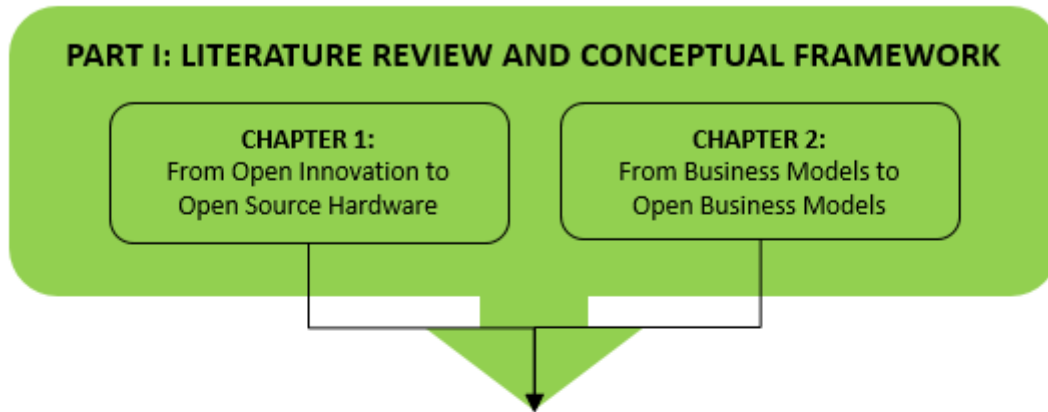 PART I: LITERATURE REVIEW AND CONCEPTUAL FRAMEWORK
CHAPTER 1:
From Open Innovation to
Open Source Hardware
CHAPTER 2:
From Business Models to
Open Business Models